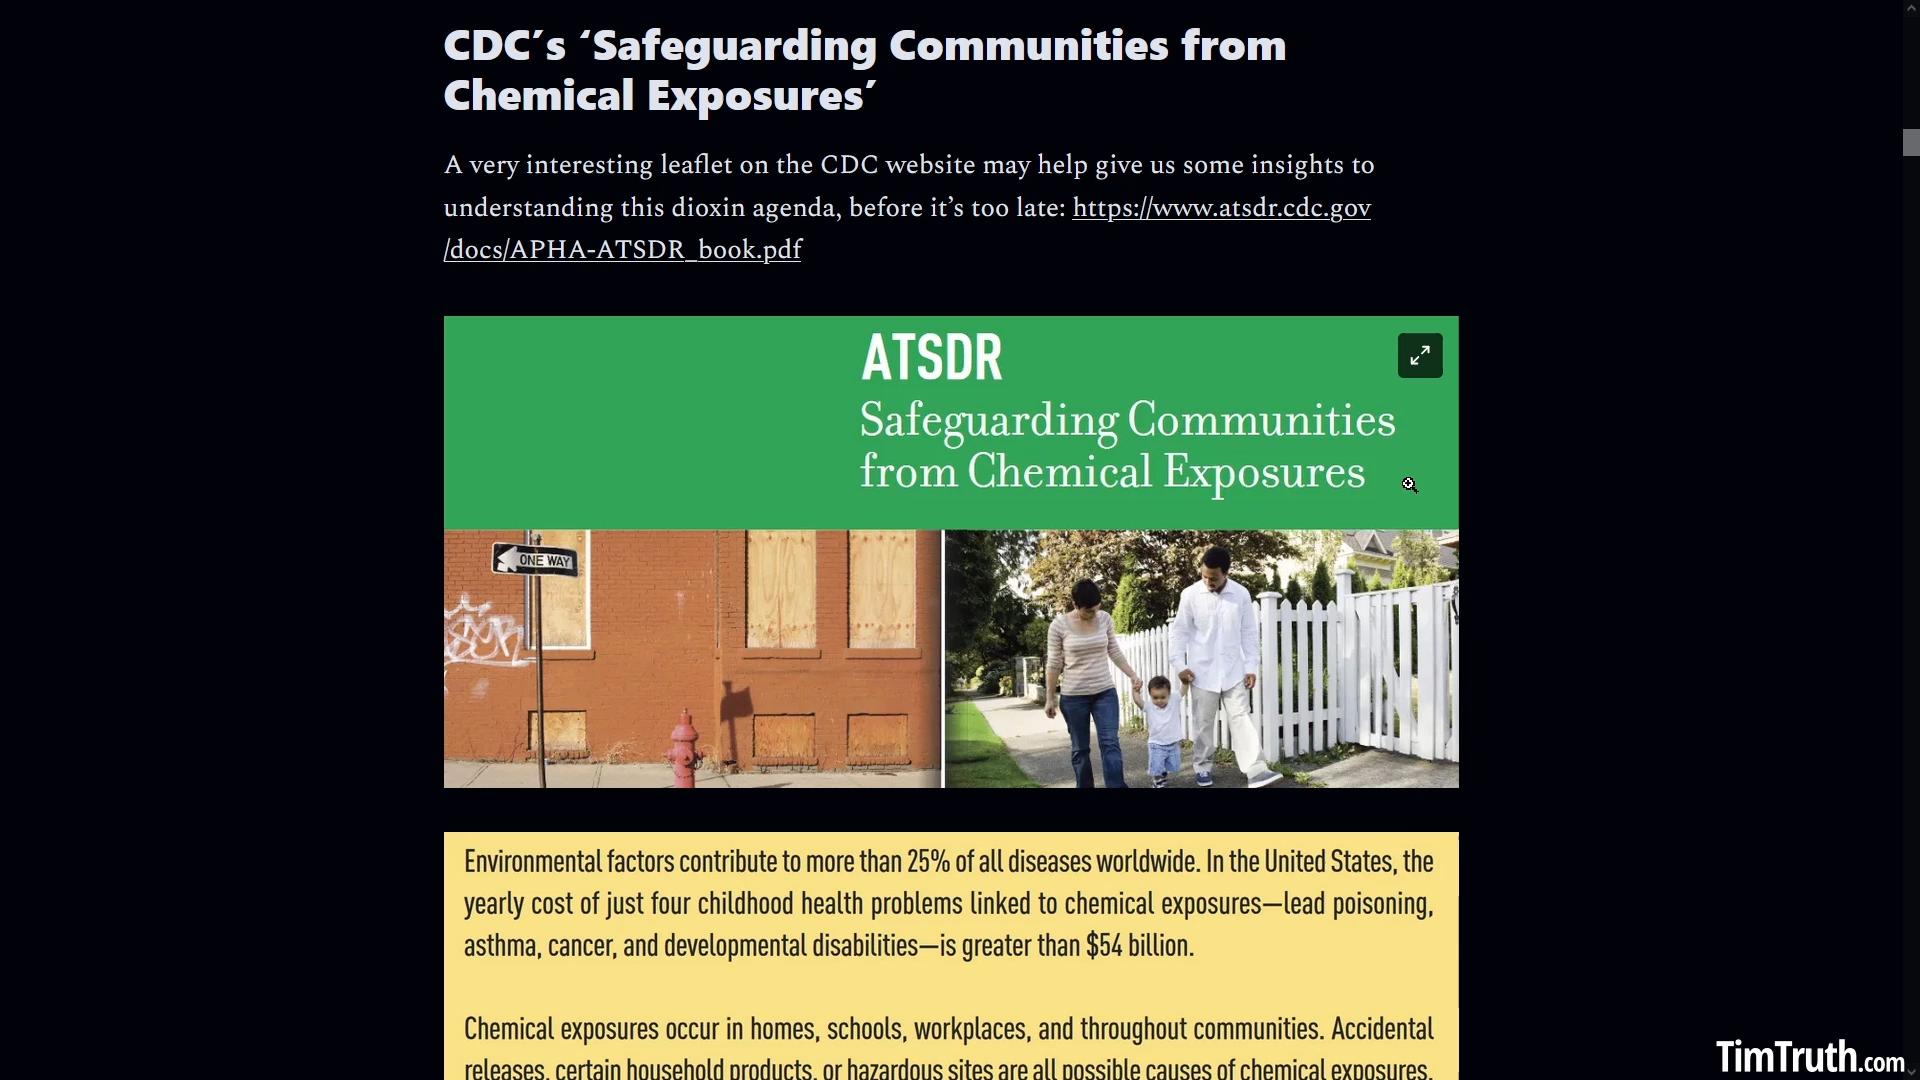 CDC’s ‘Safeguarding Communities from
Chemical Exposures’
A very interesting leaflet on the CDC website may help give us some insights to
understanding this dioxin agenda, before it’s too late: https://www.atsdr.cdc.gov
/docs/APHA-ATSDR_book.pdf
ATSDR
Safeguarding Communities
from Chemical Exposures
ONE WAY
Environmental factors contribute to more than 25% of all diseases worldwide. In the United States, the
yearly cost of just four childhood health problems linked to chemical exposures—lead poisoning,
asthma, cancer, and developmental disabilities—is greater than $54 billion.
Chemical exposures occur in homes, schools, workplaces, and throughout communities. Accidental
releases, certain household products, or hazardous sites are all possible causes of chemical exposures.
TimTruth.com